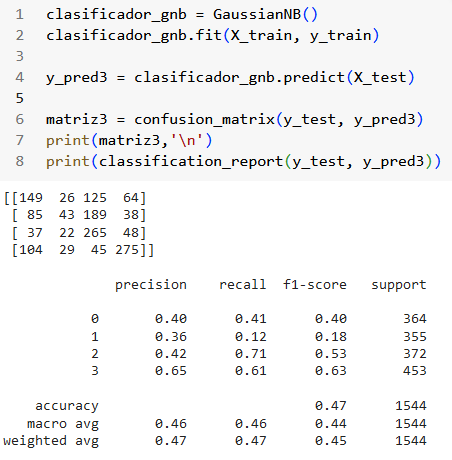 1 clasificador_gnb = GaussianNB()
2 clasificador_gnb.fit(X_train, y_train)
3
4 y_pred3 = clasificador_gnb.predict(X_test)
5
6 matriz3 = confusion_matrix(y_test, y_pred3)
7 print(matriz3,'\n')
8 print(classification_report(y_test, y_pred3))
[[149  26 125  64]
 [ 85  43 189  38]
 [ 37  22 265  48]
 [104  29  45 275]]
              precision    recall  f1-score   support
           0       0.40      0.41      0.40       364
           1       0.36      0.12      0.18       355
           2       0.42      0.71      0.53       372
           3       0.65      0.61      0.63       453
    accuracy                           0.47      1544
   macro avg       0.46      0.46      0.44      1544
weighted avg       0.47      0.47      0.45      1544